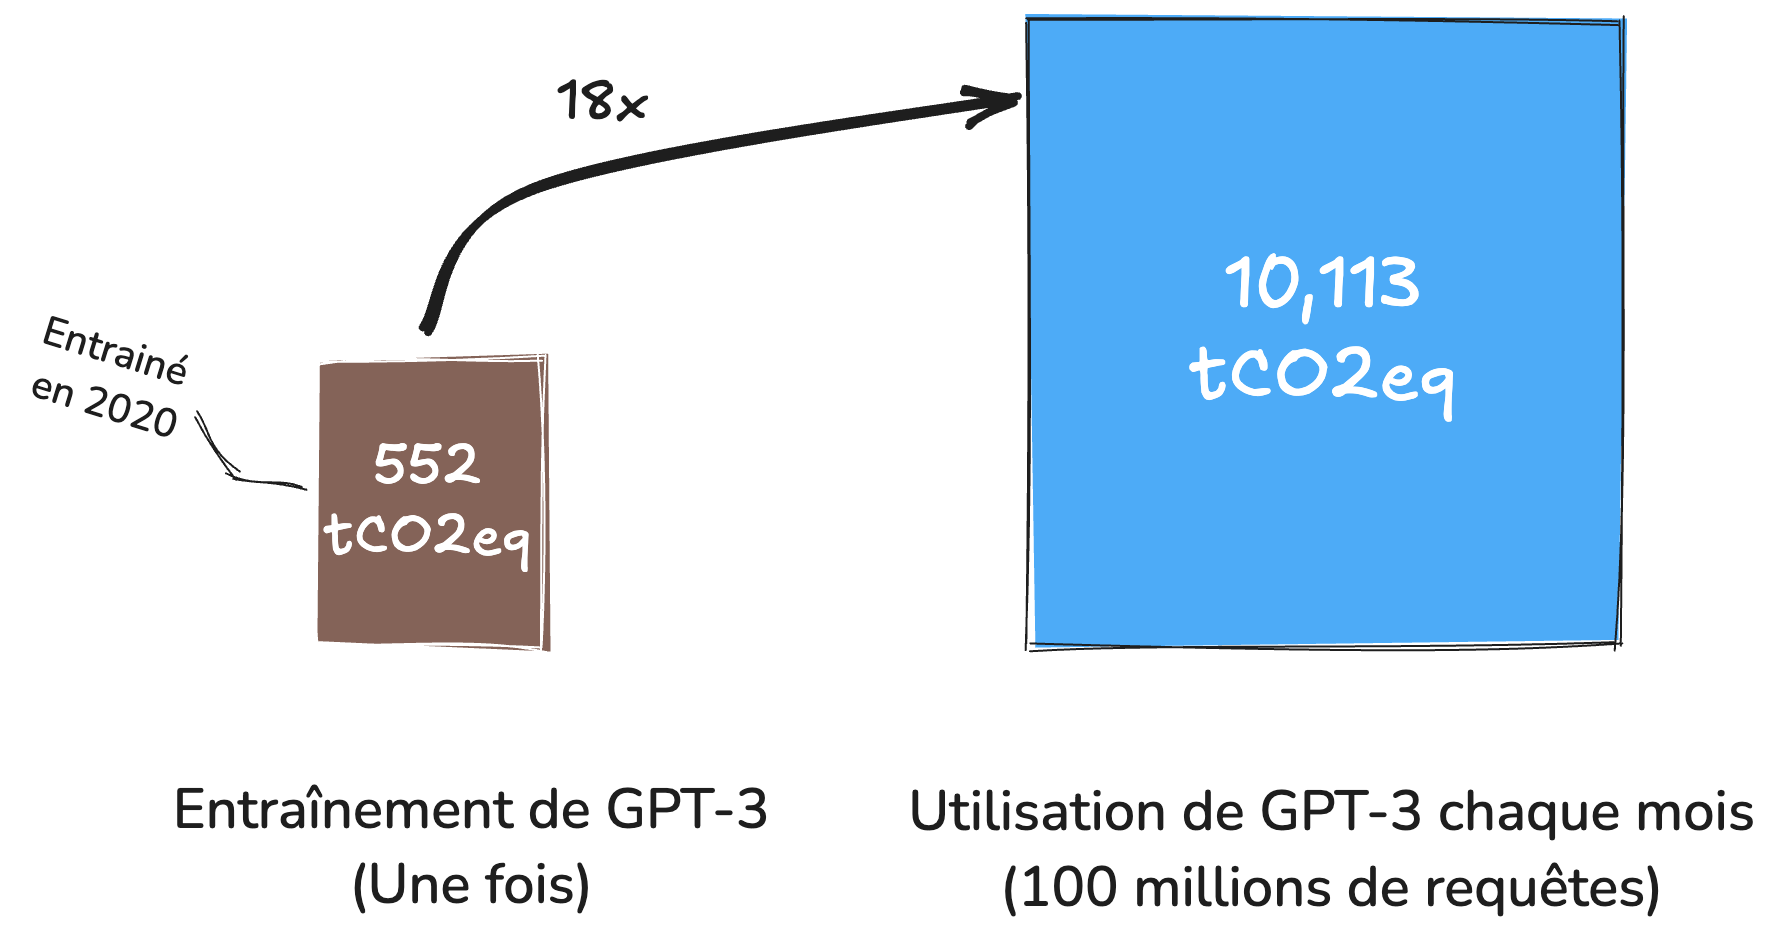 18x
Entrainé
en 2020
552
tCO2eq
10,113
tCO2eq
Entraînement de GPT-3
(Une fois)
Utilisation de GPT-3 chaque mois
(100 millions de requêtes)